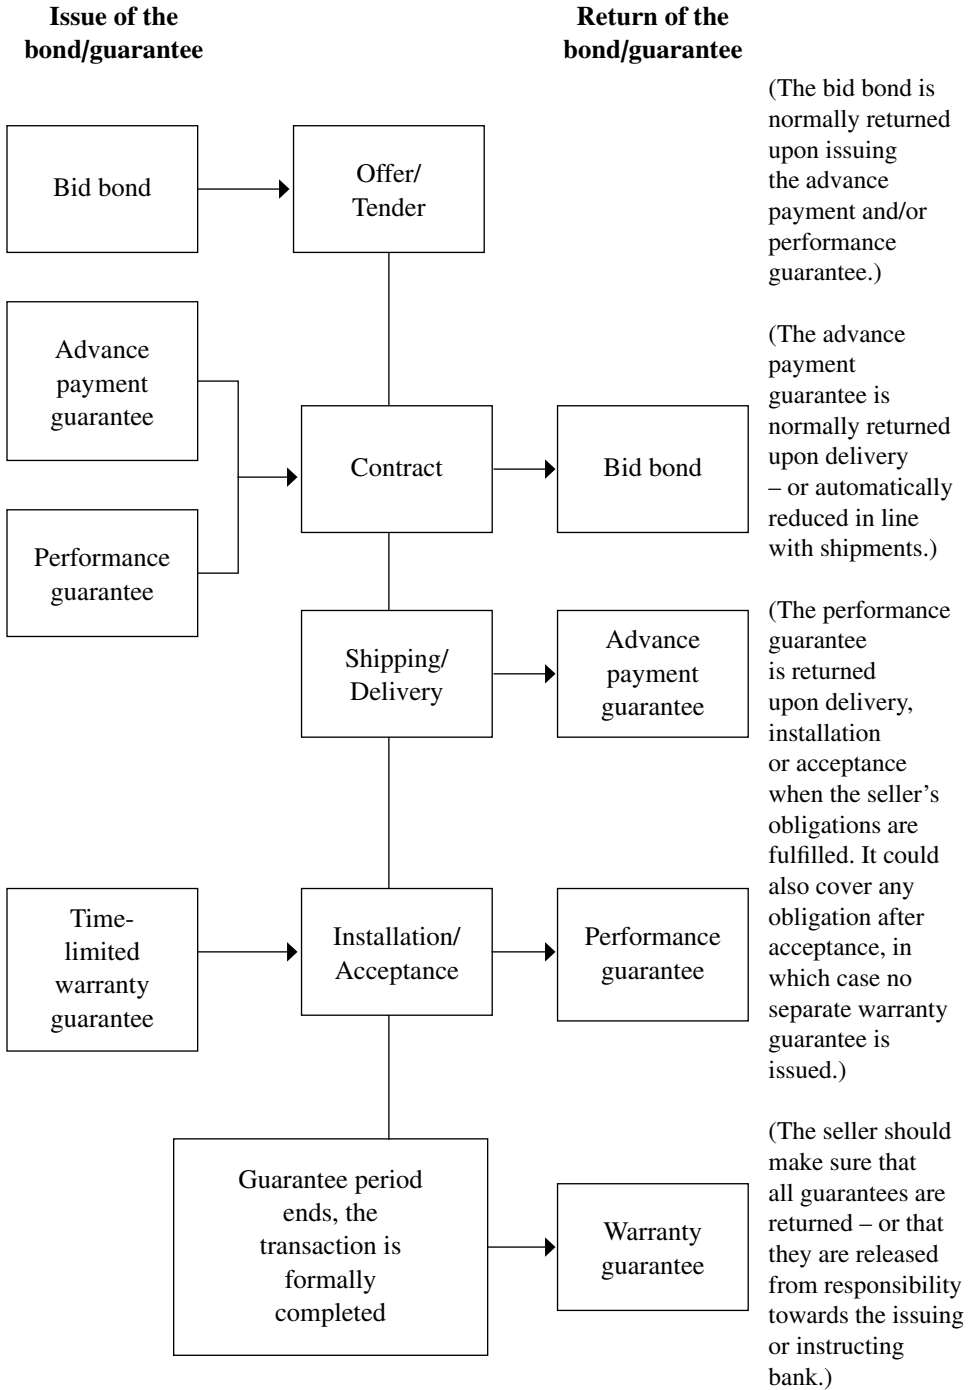 Issue of the
bond/guarantee
Return of the
bond/guarantee
(The bid bond is
normally returned
upon issuing
the advance
payment and/or
performance
guarantee.)
Bid bond
Offer/
Tender
Advance
payment
guarantee
(The advance
payment
guarantee is
normally returned
upon delivery
– or automatically
reduced in line
with shipments.)
Contract
Bid bond
Performance
guarantee
Shipping/
Delivery
Advance
payment
guarantee
(The performance
guarantee
is returned
upon delivery,
installation
or acceptance
when the seller’s
obligations are
fulfilled. It could
also cover any
obligation after
acceptance, in
which case no
separate warranty
guarantee is
issued.)
Time-
limited
warranty
guarantee
Installation/
Acceptance
Performance
guarantee
Guarantee period
ends, the
transaction is
formally
completed
Warranty
guarantee
(The seller should
make sure that
all guarantees are
returned – or that
they are released
from responsibility
towards the issuing
or instructing
bank.)